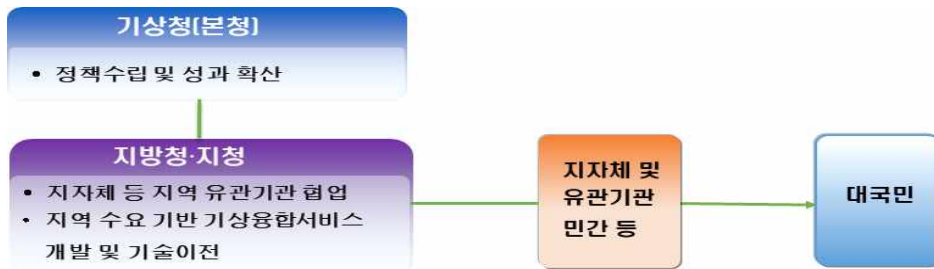 기상청(본청)
• 정책수립 및 성과 확산
지방청·지청
• 지자체 등 지역 유관기관 협업
• 지역 수요 기반 기상융합서비스
개발 및 기술이전
지자체 및
유관기관
민간 등
대국민